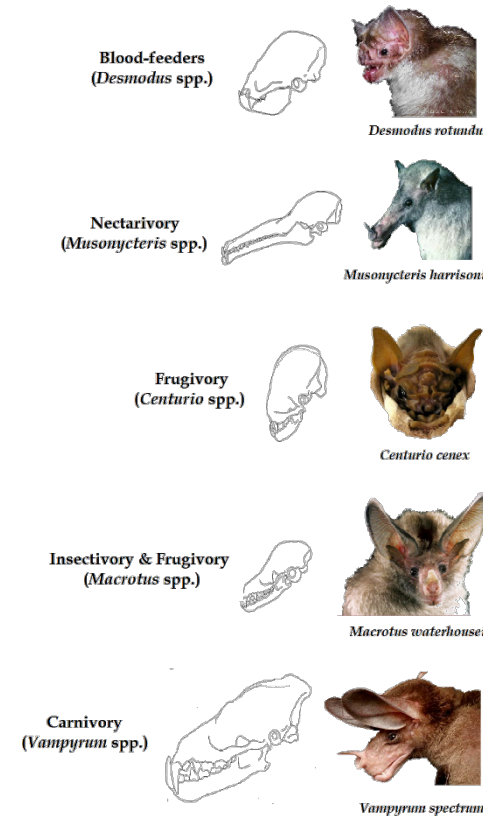 Blood-feeders
(Desmodus spp.)
Desmodus rotundu
Nectarivory
(Musonycteris spp.)
Musonycteris harrisoni
Frugivory
(Centurio spp.)
Centurio cenex
Insectivory & Frugivory
(Macrotus spp.)
Macrotus waterhousei
Carnivory
(Vampyrum spp.)
Vampyrum spectrum